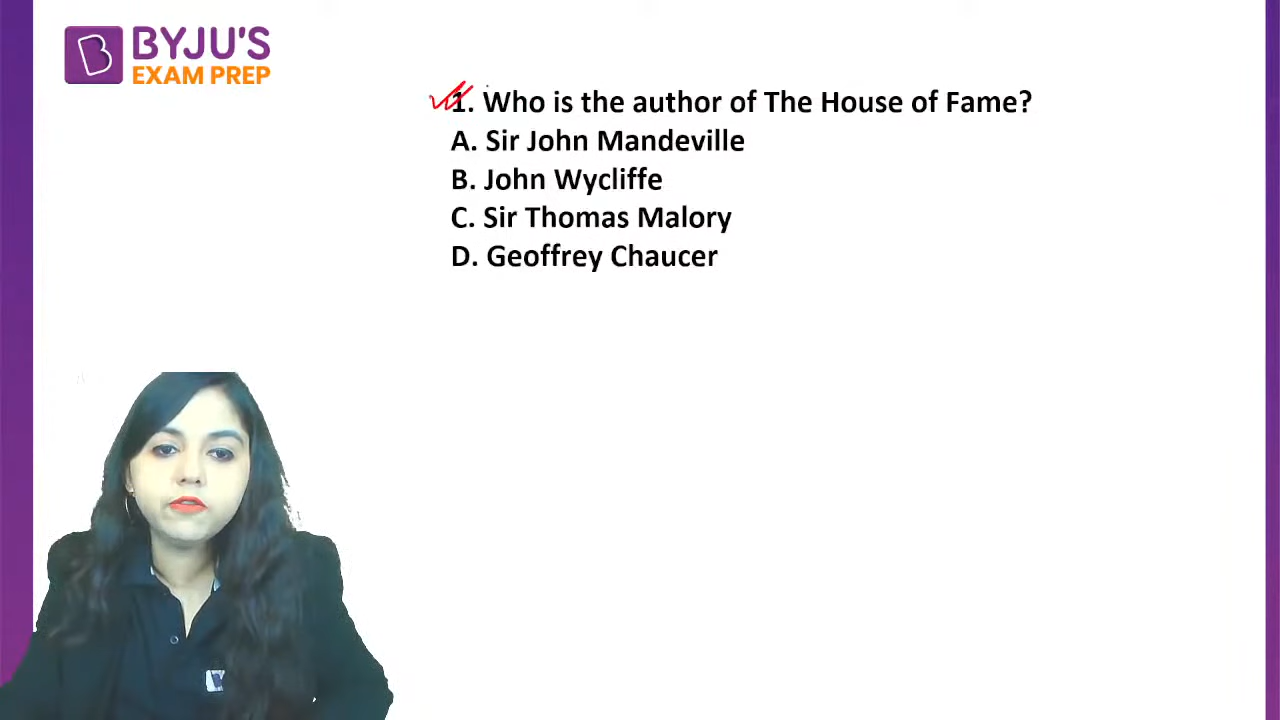 BYJU'S
EXAM PREP
1. Who is the author of The House of Fame?
A. Sir John Mandeville
B. John Wycliffe
C. Sir Thomas Malory
D. Geoffrey Chaucer